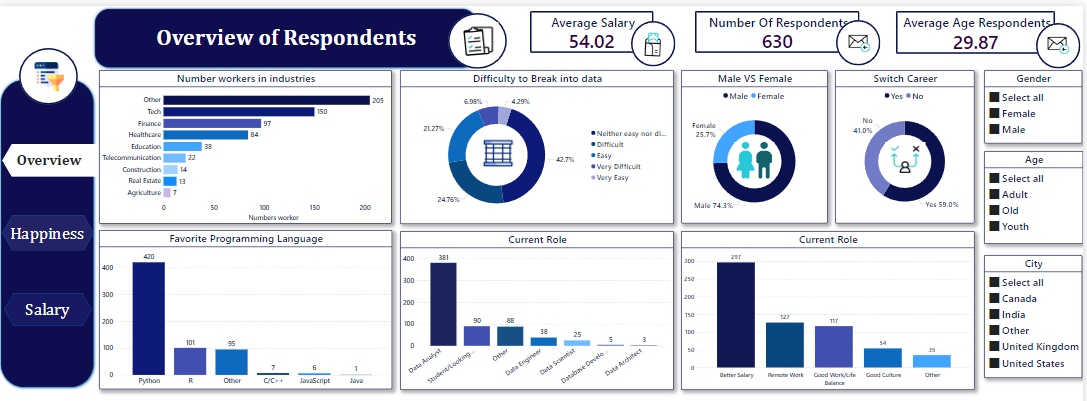 Overview of Respondents
Average Salary
54.02
Number Of Respondents
630
Average Age Respondents
29.87
Overview
Happiness
Salary
Number workers in industries
Other 205
Tech 150
Finance 97
Healthcare 84
Education 38
Telecommunication 22
Construction 14
Real Estate 13
Agriculture 7
0 50 100 150 200
Numbers worker
Difficulty to Break into data
6.98% 4.29%
21.27%
42.7%
24.76%
Neither easy nor di...
Difficult
Easy
Very Difficult
Very Easy
Male VS Female
Male Female
Female
25.7%
Male 74.3%
Switch Career
Yes No
No
41.0%
Yes 59.0%
Gender
Select all
Female
Male
Age
Select all
Adult
Old
Youth
City
Select all
Canada
India
Other
United Kingdom
United States
Favorite Programming Language
400
300
200
100
0
420
101
95
7
6
1
Python R Other C/C++ JavaScript Java
Current Role
400
300
200
100
0
381
90
88
38
25
5
3
Data Analyst
Student/Looking...
Other
Data Engineer
Data Scientist
Database Develo...
Data Architect
Current Role
300
250
200
150
100
50
0
297
127
117
54
35
Better Salary
Remote Work
Good Work/Life
Balance
Good Culture
Other